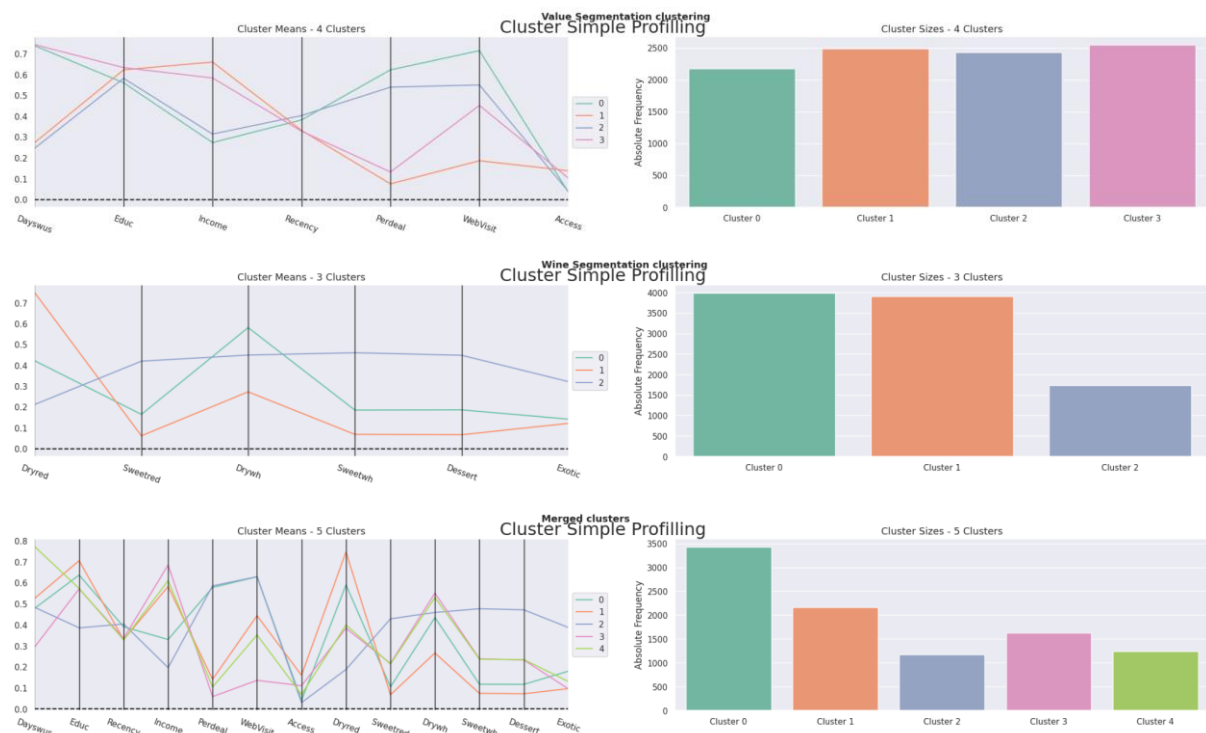 Value Segmentation clustering
Cluster Simple Profilling
Cluster Means - 4 Clusters
0.7
0.6
0.5
0.4
0.3
0.2
0.1
0.0
Dayswus
Educ
Income
Recency
Perdeal
WebVisit
Access
0
1
2
3
Cluster Sizes - 4 Clusters
Absolute Frequency
2500
2000
1500
1000
500
0
Cluster 0
Cluster 1
Cluster 2
Cluster 3
Wine Segmentation clustering
Cluster Simple Profilling
Cluster Means - 3 Clusters
0.7
0.6
0.5
0.4
0.3
0.2
0.1
0.0
Dryred
Sweetred
Drywh
Sweetwh
Dessert
Exotic
0
1
2
Cluster Sizes - 3 Clusters
Absolute Frequency
4000
3500
3000
2500
2000
1500
1000
500
0
Cluster 0
Cluster 1
Cluster 2
Merged clusters
Cluster Simple Profilling
Cluster Means - 5 Clusters
0.8
0.7
0.6
0.5
0.4
0.3
0.2
0.1
0.0
Dayswus
Educ
Recency
Income
Perdeal
WebVisit
Access
Dryred
Sweetred
Drywh
Sweetwh
Dessert
Exotic
0
1
2
3
4
Cluster Sizes - 5 Clusters
Absolute Frequency
3500
3000
2500
2000
1500
1000
500
0
Cluster 0
Cluster 1
Cluster 2
Cluster 3
Cluster 4